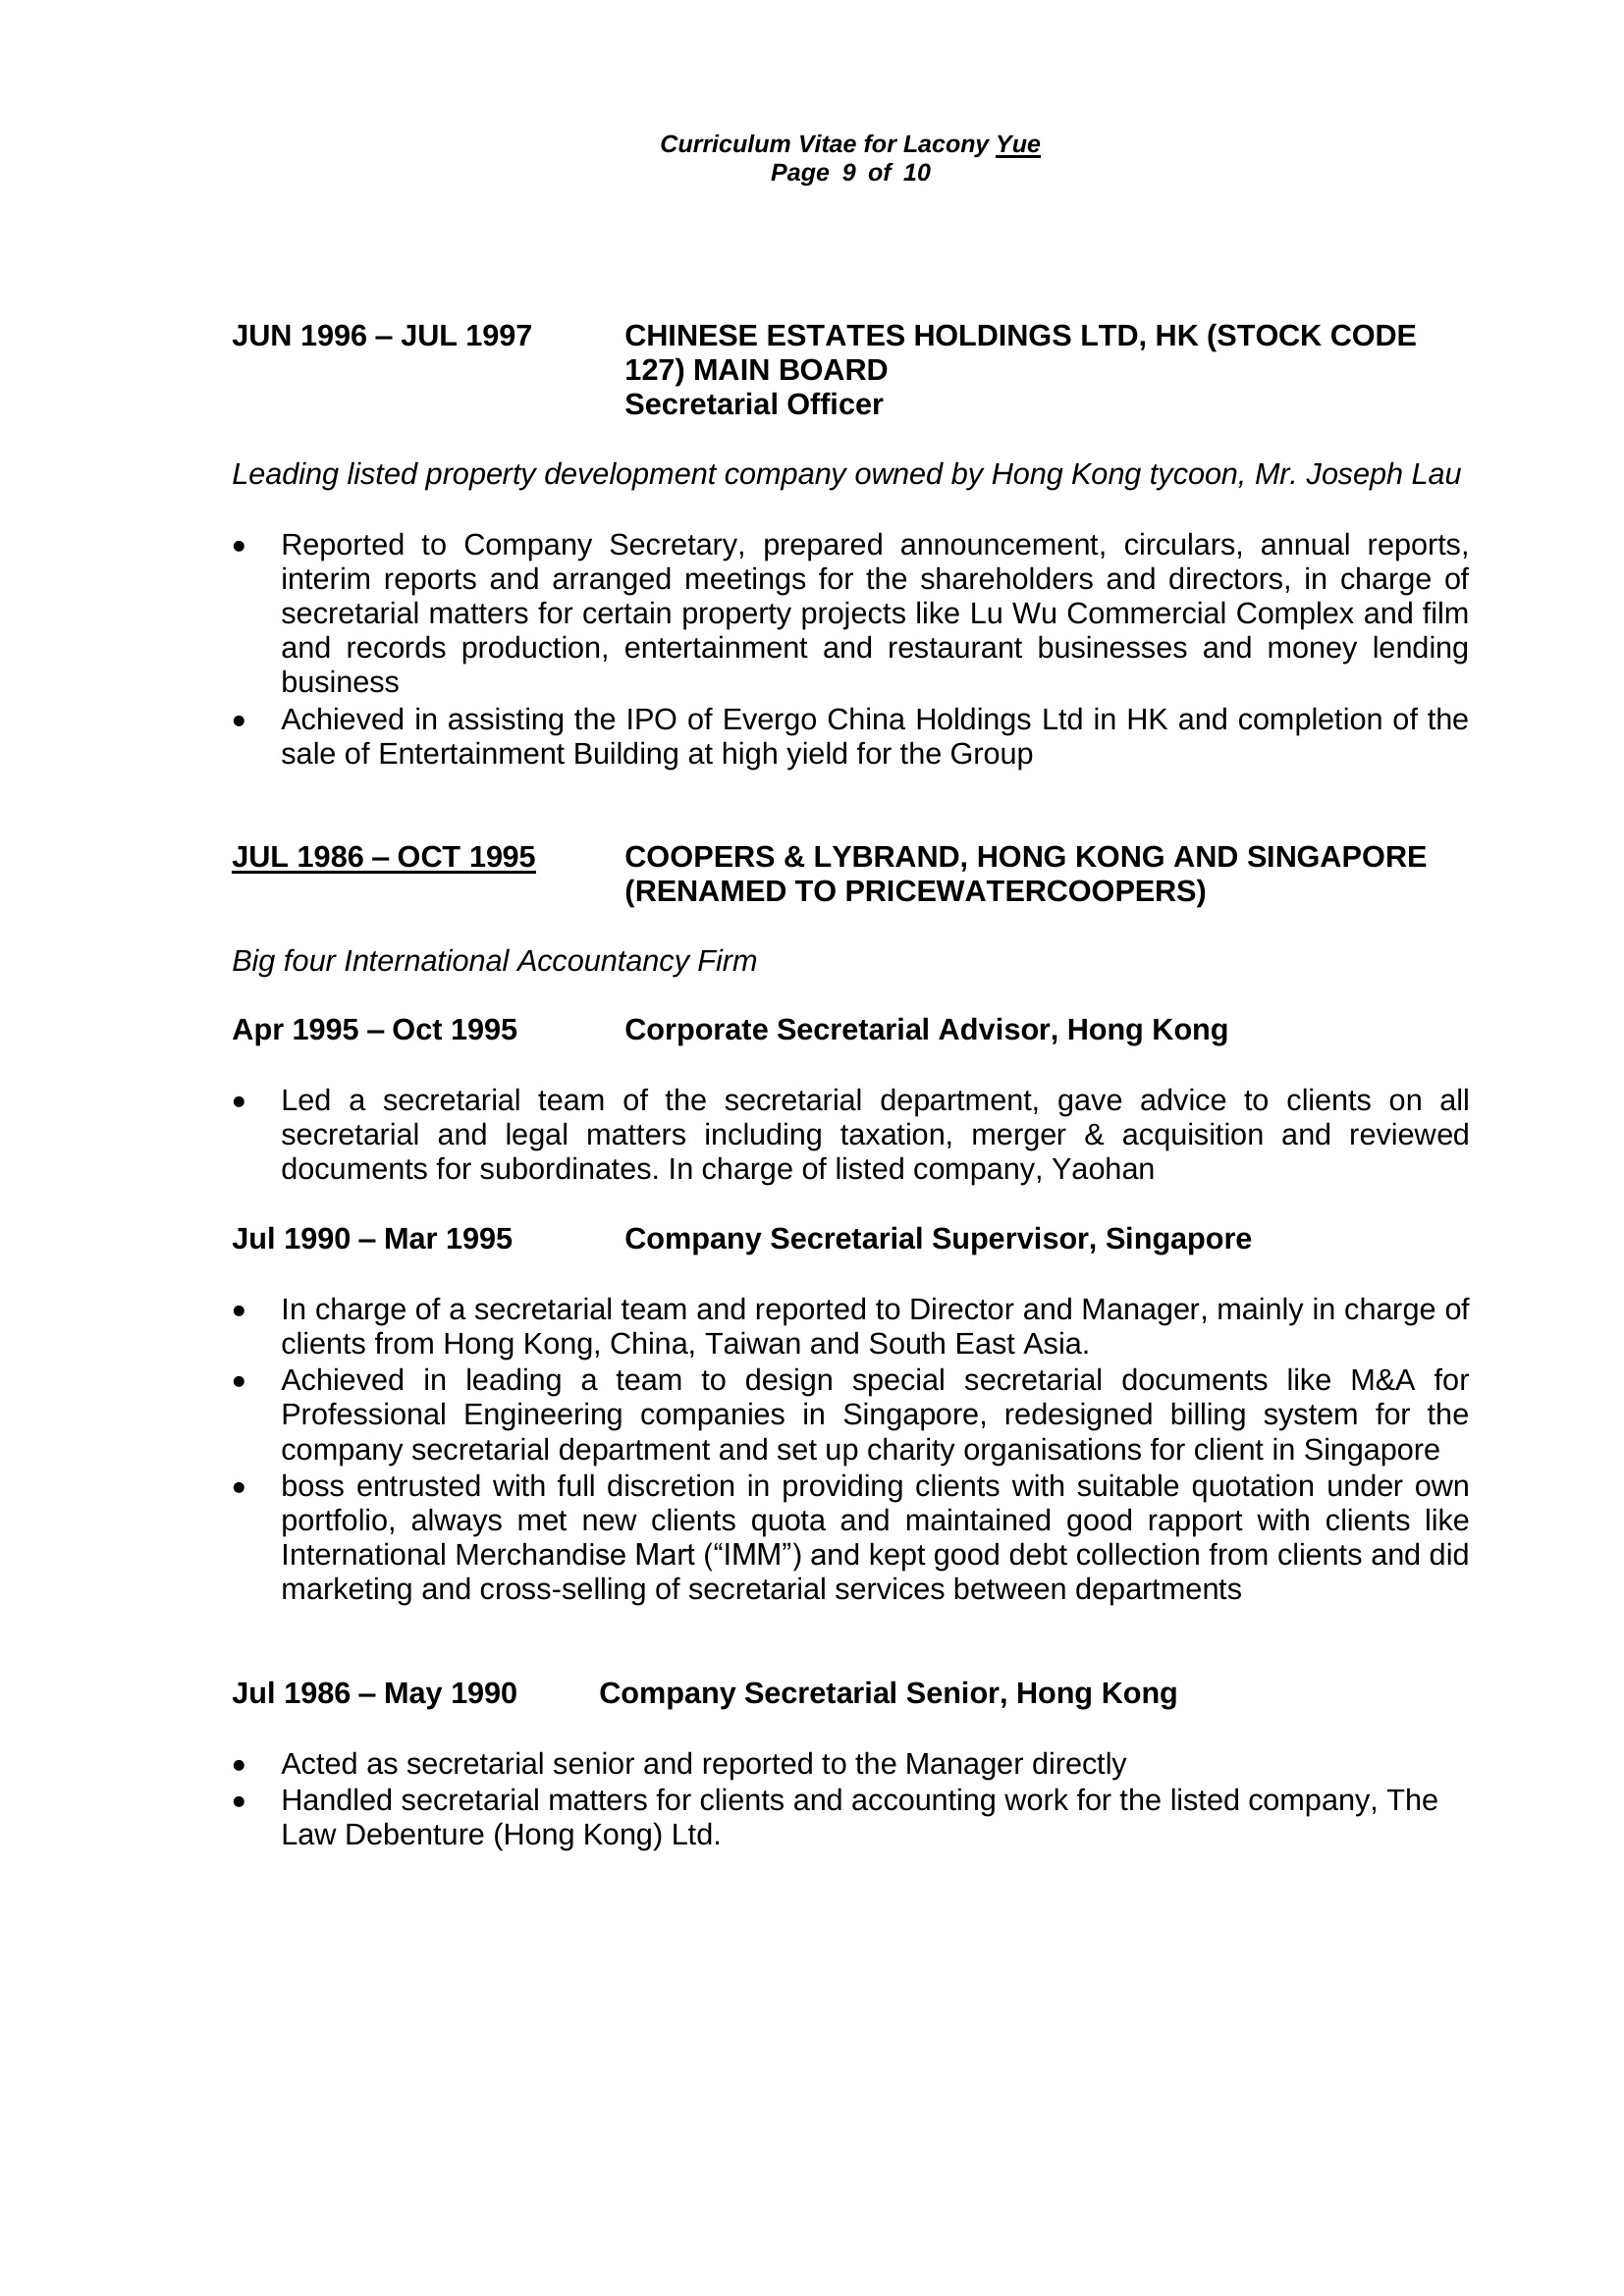 Curriculum Vitae for Lacony Yue
Page 9 of 10
JUN 1996 – JUL 1997 CHINESE ESTATES HOLDINGS LTD, HK (STOCK CODE
127) MAIN BOARD
Secretarial Officer
Leading listed property development company owned by Hong Kong tycoon, Mr. Joseph Lau
• Reported to Company Secretary, prepared announcement, circulars, annual reports,
interim reports and arranged meetings for the shareholders and directors, in charge of
secretarial matters for certain property projects like Lu Wu Commercial Complex and film
and records production, entertainment and restaurant businesses and money lending
business
• Achieved in assisting the IPO of Evergo China Holdings Ltd in HK and completion of the
sale of Entertainment Building at high yield for the Group
JUL 1986 – OCT 1995 COOPERS & LYBRAND, HONG KONG AND SINGAPORE
(RENAMED TO PRICEWATERCOOPERS)
Big four International Accountancy Firm
Apr 1995 – Oct 1995 Corporate Secretarial Advisor, Hong Kong
• Led a secretarial team of the secretarial department, gave advice to clients on all
secretarial and legal matters including taxation, merger & acquisition and reviewed
documents for subordinates. In charge of listed company, Yaohan
Jul 1990 – Mar 1995 Company Secretarial Supervisor, Singapore
• In charge of a secretarial team and reported to Director and Manager, mainly in charge of
clients from Hong Kong, China, Taiwan and South East Asia.
• Achieved in leading a team to design special secretarial documents like M&A for
Professional Engineering companies in Singapore, redesigned billing system for the
company secretarial department and set up charity organisations for client in Singapore
• boss entrusted with full discretion in providing clients with suitable quotation under own
portfolio, always met new clients quota and maintained good rapport with clients like
International Merchandise Mart (“IMM”) and kept good debt collection from clients and did
marketing and cross-selling of secretarial services between departments
Jul 1986 – May 1990 Company Secretarial Senior, Hong Kong
• Acted as secretarial senior and reported to the Manager directly
• Handled secretarial matters for clients and accounting work for the listed company, The
Law Debenture (Hong Kong) Ltd.